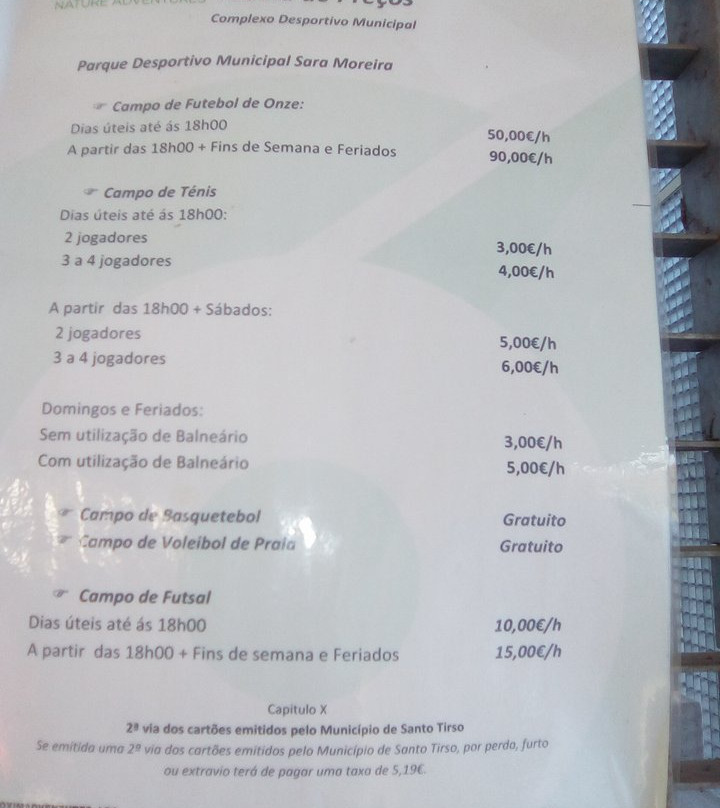 NATURE ADVENTURES
Complexo Desportivo Municipal
Parque Desportivo Municipal Sara Moreira
☞ Campo de Futebol de Onze:
Dias úteis até ás 18h00 50,00€/h
A partir das 18h00 + Fins de Semana e Feriados 90,00€/h
☞ Campo de Ténis
Dias úteis até ás 18h00:
2 jogadores 3,00€/h
3 a 4 jogadores 4,00€/h
A partir das 18h00 + Sábados:
2 jogadores 5,00€/h
3 a 4 jogadores 6,00€/h
Domingos e Feriados:
Sem utilização de Balneário 3,00€/h
Com utilização de Balneário 5,00€/h
☞ Campo de Basquetebol Gratuito
☞ Campo de Voleibol de Praia Gratuito
☞ Campo de Futsal
Dias úteis até ás 18h00 10,00€/h
A partir das 18h00 + Fins de semana e Feriados 15,00€/h
Capitulo X
2ª via dos cartões emitidos pelo Município de Santo Tirso
Se emitida uma 2ª via dos cartões emitidos pelo Município de Santo Tirso, por perda, furto
ou extravio terá de pagar uma taxa de 5,19€.